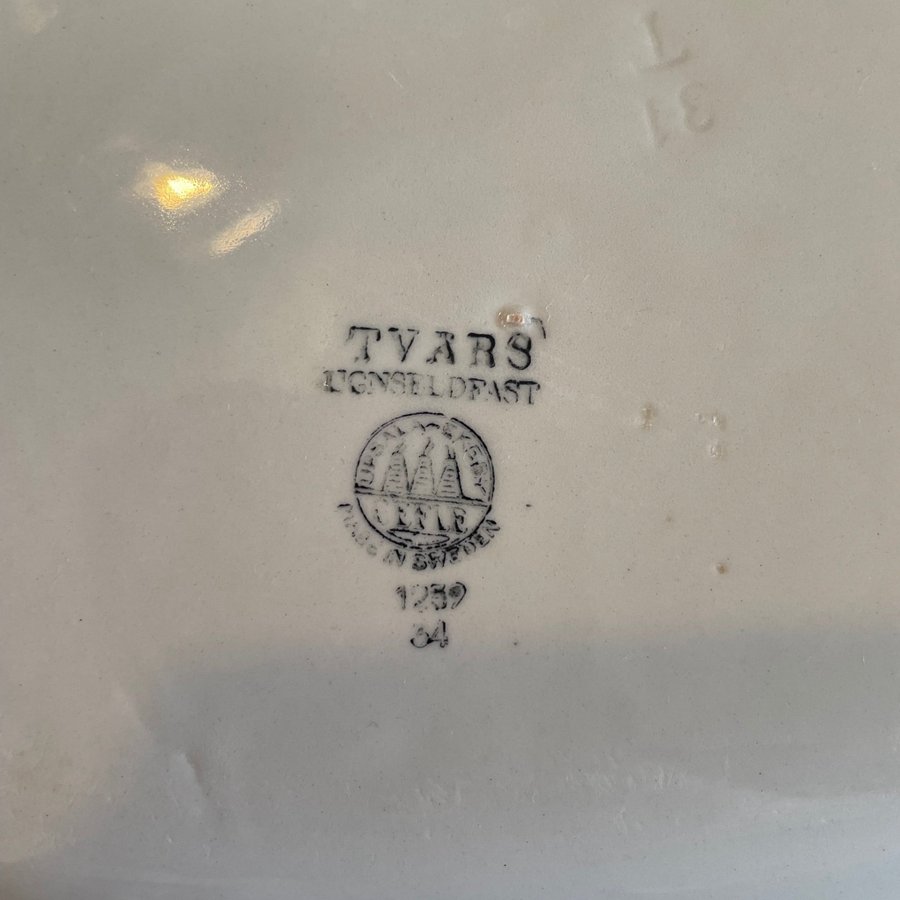 TVARS
UGNSELDFAST
UPSALA-EKEBY
GEFLE
MADE IN SWEDEN
1259
34